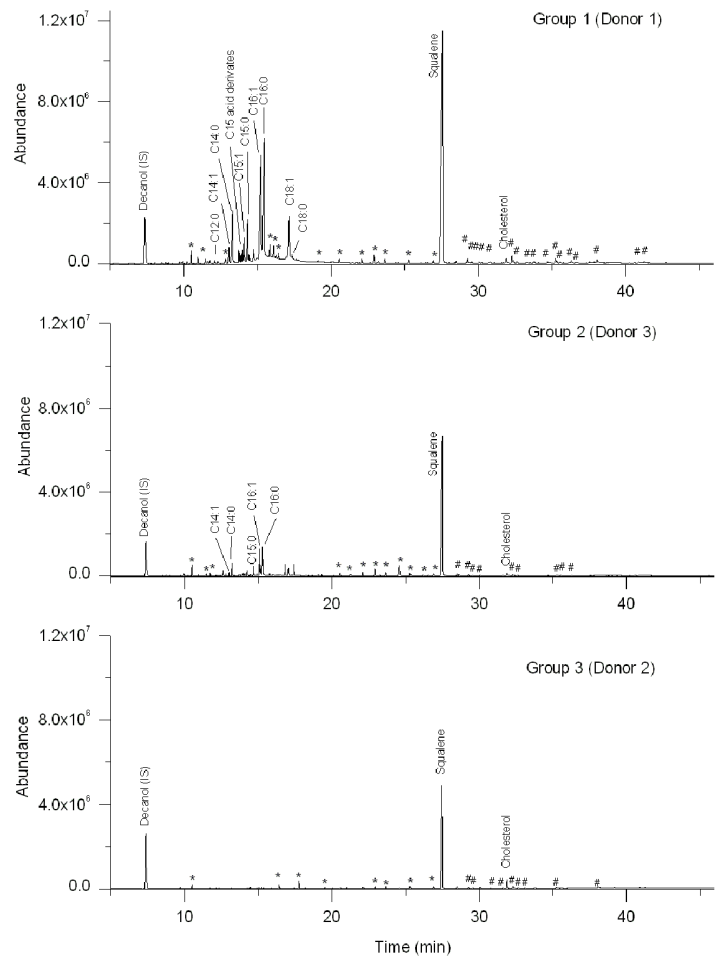 Group 1 (Donor 1)
1.2x10^7
8.0x10^6
4.0x10^6
0.0
Abundance
Decanol (IS)
C12:0
C14:1
C14:0
C15 acid derivates
C15:1
C15:0
C16:1
C16:0
C18:1
C18:0
Squalene
Cholesterol
* * * * * * * * * * * * *
# ### # # # ## # ## ## # ##
10 20 30 40
Group 2 (Donor 3)
1.2x10^7
8.0x10^6
4.0x10^6
0.0
Abundance
Decanol (IS)
C14:1
C14:0
C15:0
C16:1
C16:0
Squalene
Cholesterol
* * * * * * * * * * * *
# ### ## ## #
10 20 30 40
Group 3 (Donor 2)
1.2x10^7
8.0x10^6
4.0x10^6
0.0
Abundance
Decanol (IS)
Squalene
Cholesterol
* * * * * * * *
## # # ### # #
10 20 30 40
Time (min)